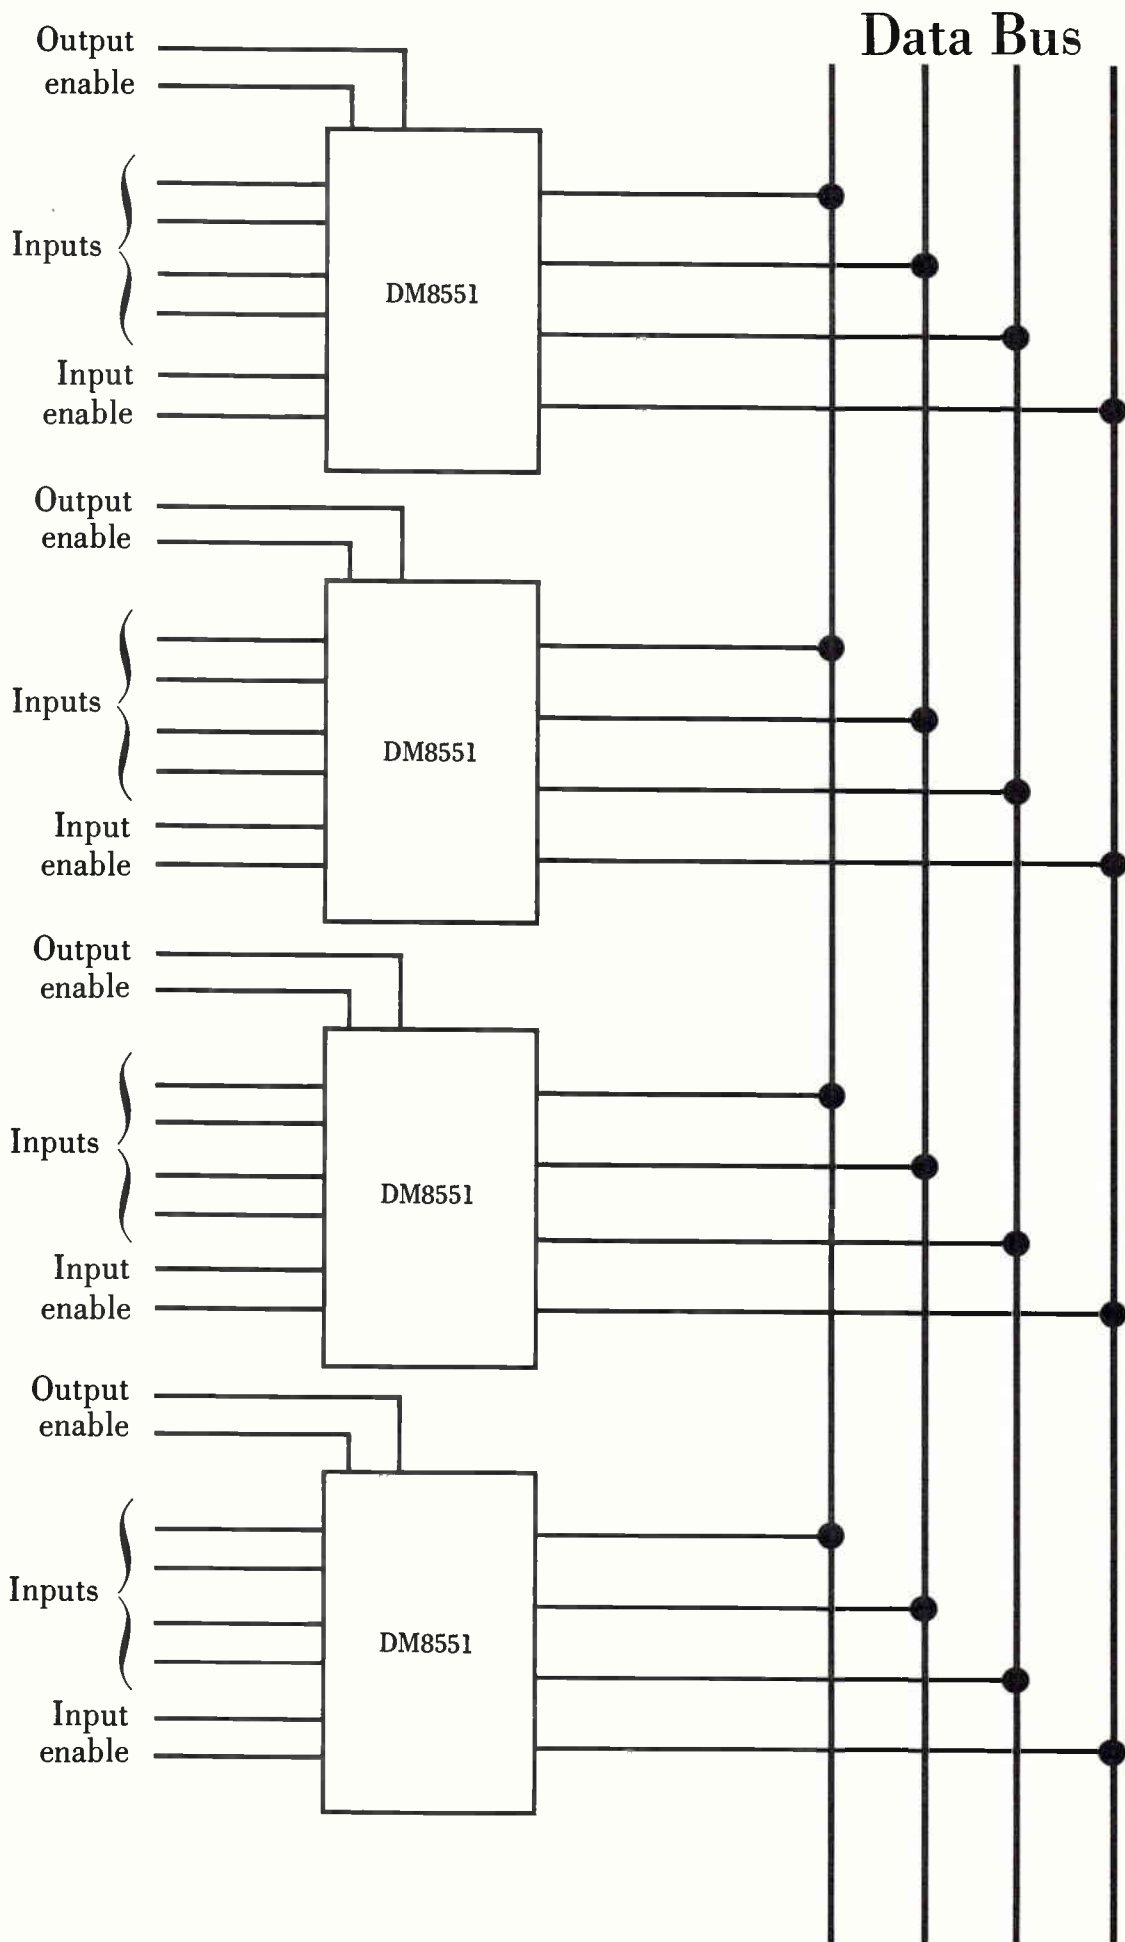 Data Bus
Output
enable
Inputs
DM8551
Input
enable
Output
enable
Inputs
DM8551
Input
enable
Output
enable
Inputs
DM8551
Input
enable
Output
enable
Inputs
DM8551
Input
enable